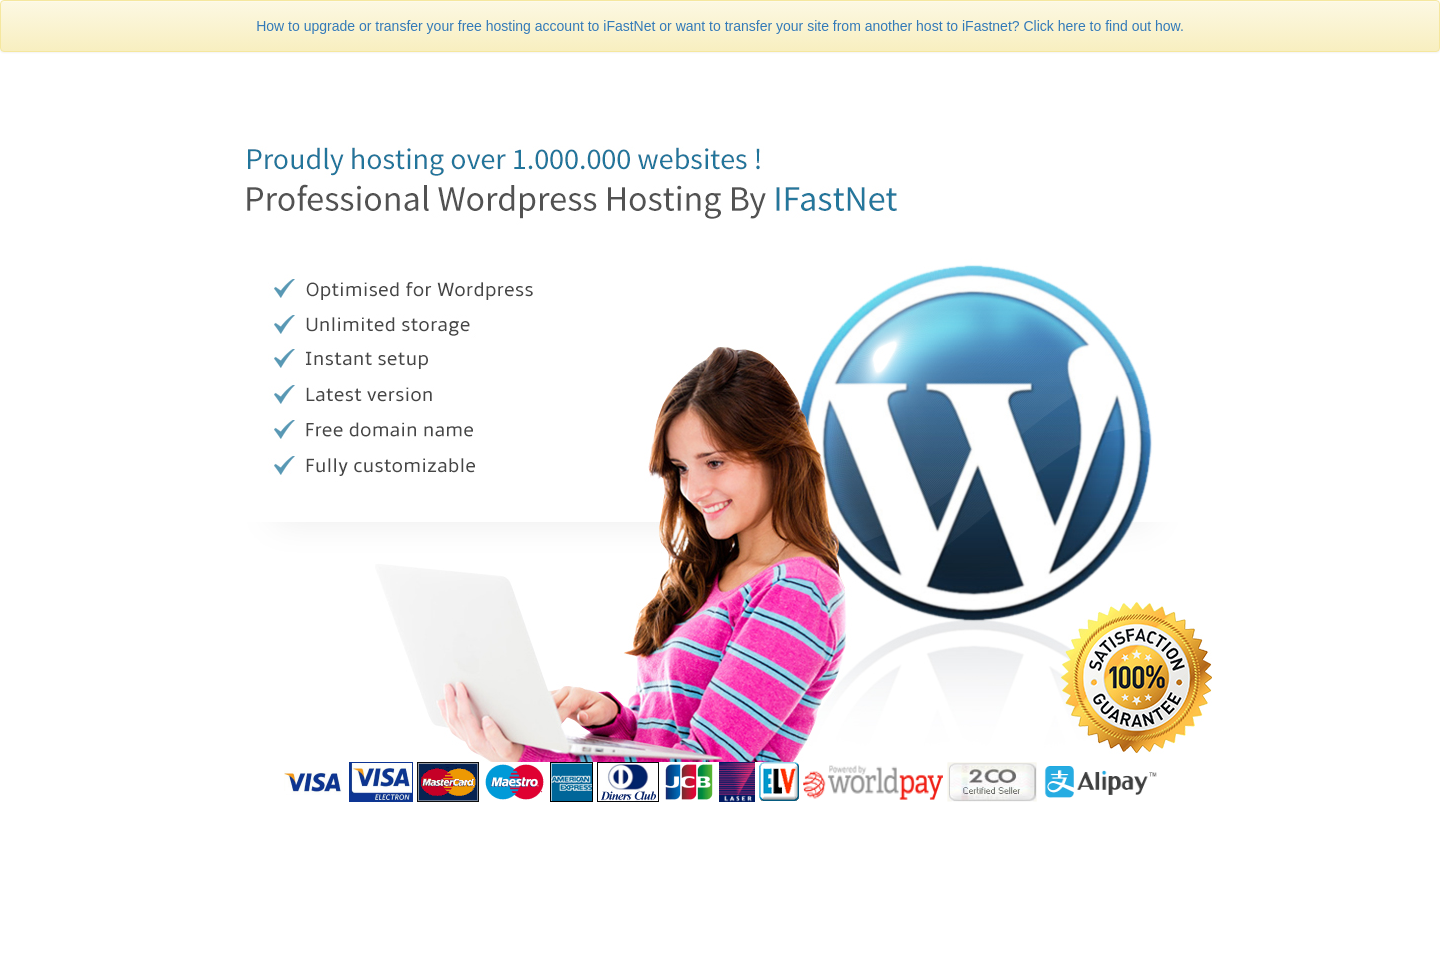 How to upgrade or transfer your free hosting account to iFastNet or want to transfer your site from another host to iFastnet? Click here to find out how.
Proudly hosting over 1.000.000 websites !
Professional Wordpress Hosting By IFastNet
Optimised for Wordpress
Unlimited storage
Instant setup
Latest version
Free domain name
Fully customizable
W
SATISFACTION
100%
GUARANTEE
VISA
VISA
ELECTRON
MasterCard
Maestro
AMERICAN
EXPRESS
Diners Club
JCB
LASER
ELV
Powered by
worldpay
2CO
Certified Seller
支
Alipay™